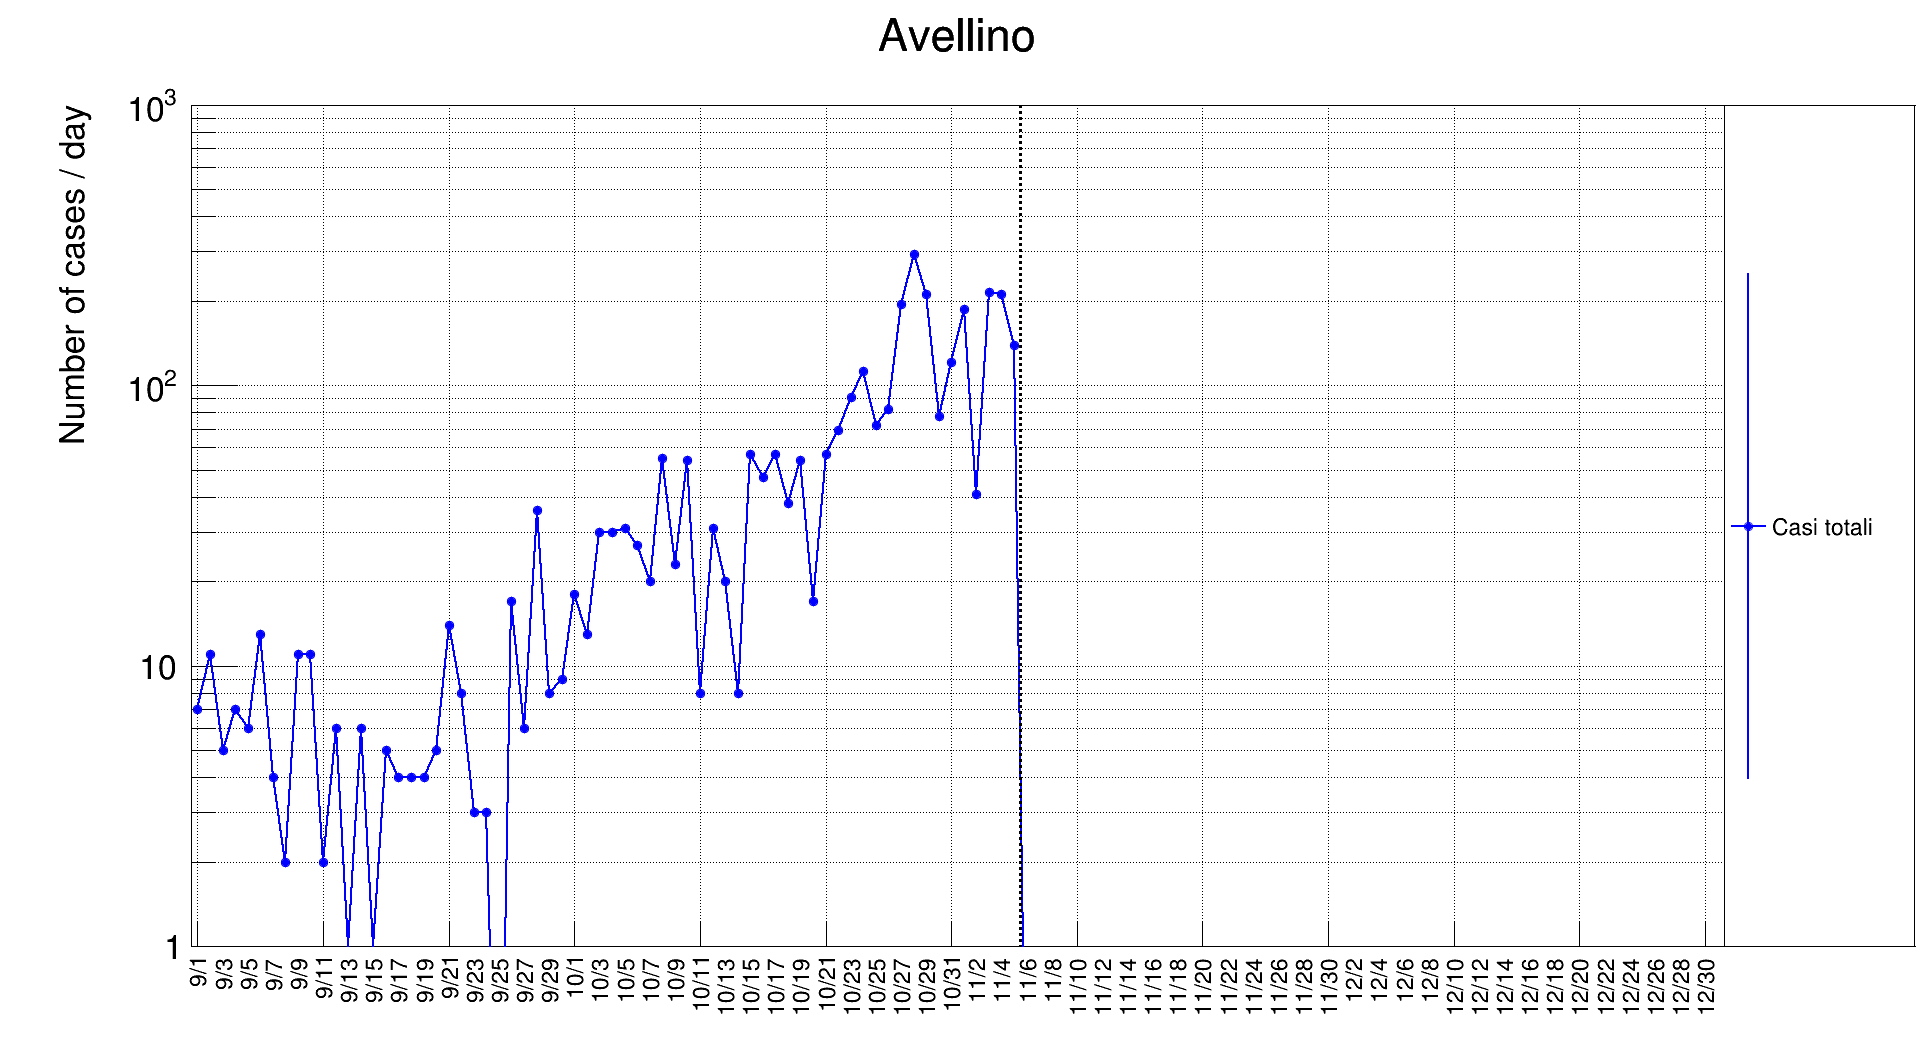 Avellino
Number of cases / day
10³
10²
10
1
9/1 9/3 9/5 9/7 9/9 9/11 9/13 9/15 9/17 9/19 9/21 9/23 9/25 9/27 9/29 10/1 10/3 10/5 10/7 10/9 10/11 10/13 10/15 10/17 10/19 10/21 10/23 10/25 10/27 10/29 10/31 11/2 11/4 11/6 11/8 11/10 11/12 11/14 11/16 11/18 11/20 11/22 11/24 11/26 11/28 11/30 12/2 12/4 12/6 12/8 12/10 12/12 12/14 12/16 12/18 12/20 12/22 12/24 12/26 12/28 12/30
Casi totali